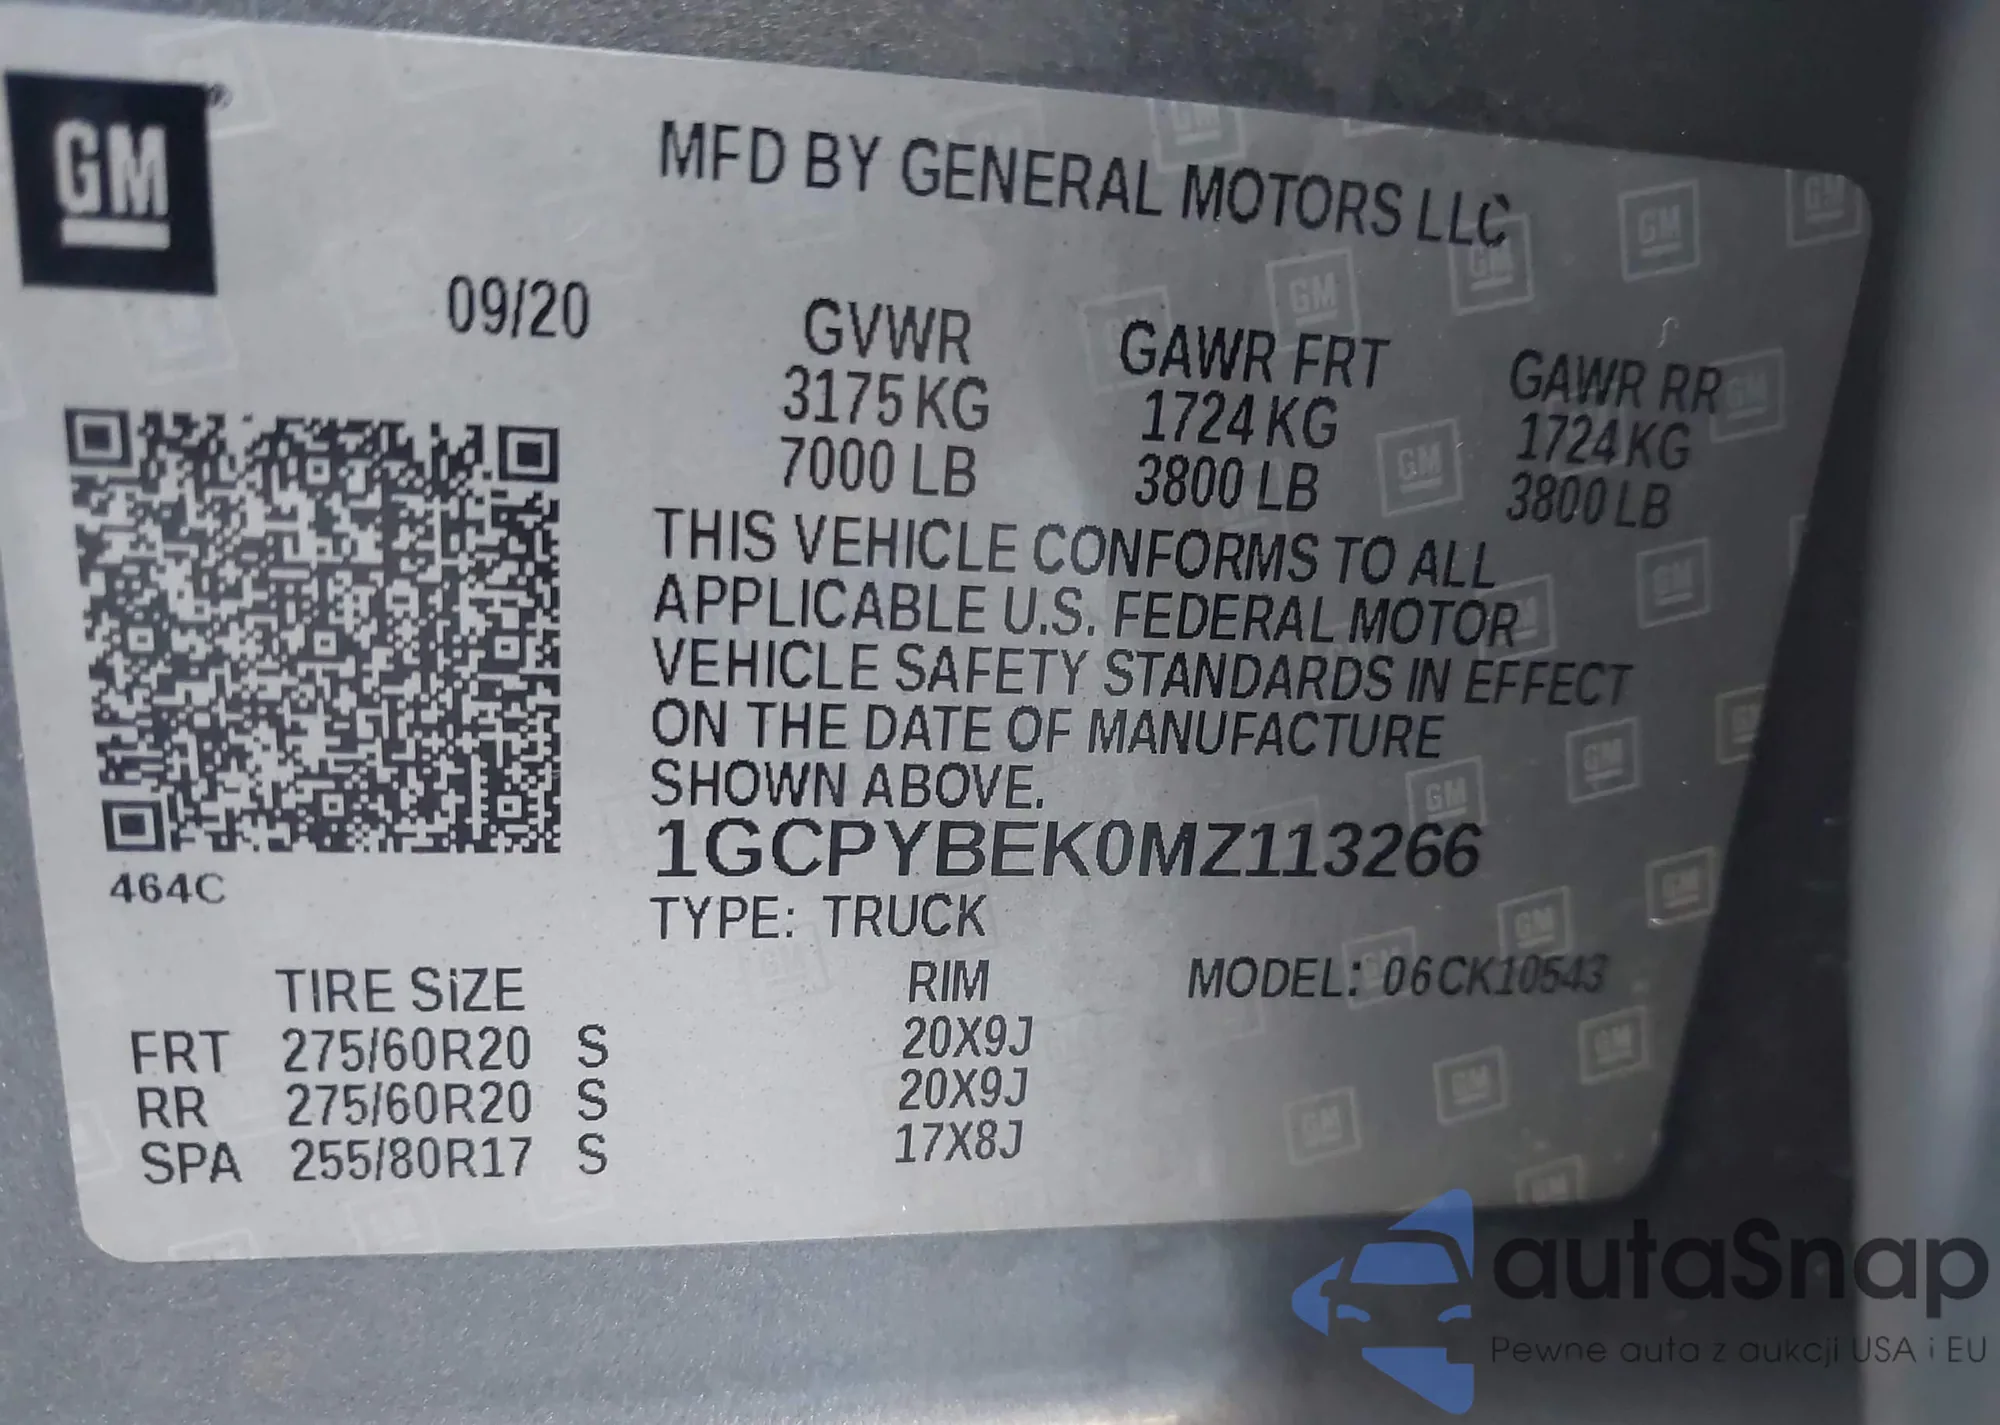 GM
MFD BY GENERAL MOTORS LLC
09/20
GVWR GAWR FRT GAWR RR
3175 KG 1724 KG 1724 KG
7000 LB 3800 LB 3800 LB
THIS VEHICLE CONFORMS TO ALL
APPLICABLE U.S. FEDERAL MOTOR
VEHICLE SAFETY STANDARDS IN EFFECT
ON THE DATE OF MANUFACTURE
SHOWN ABOVE.
1GCPYBEK0MZ113266
464C
TYPE: TRUCK
TIRE SiZE RIM MODEL: 06CK10543
FRT 275/60R20 S 20X9J
RR 275/60R20 S 20X9J
SPA 255/80R17 S 17X8J
autaSnap
Pewne auta z aukcji USA i EU